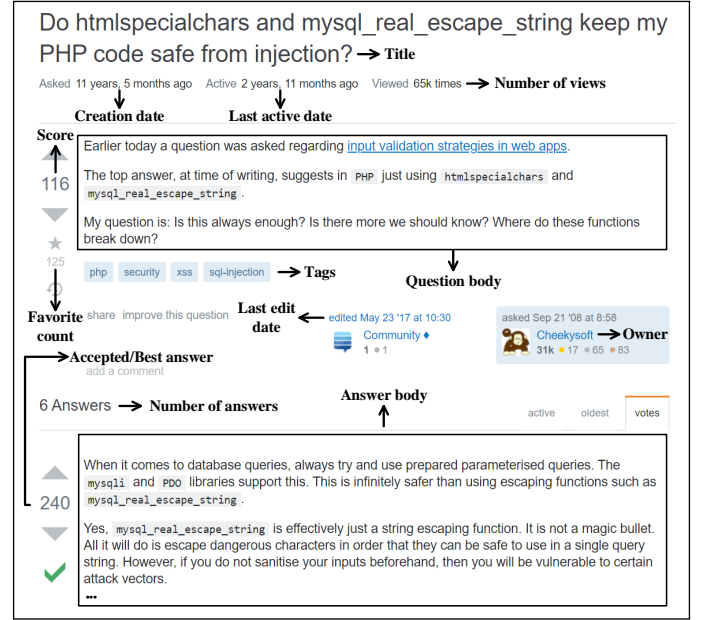 Do htmlspecialchars and mysql_real_escape_string keep my
PHP code safe from injection? Title
Asked 11 years, 5 months ago Active 2 years, 11 months ago Viewed 65k times Number of views
Creation date Last active date
Score
116
Earlier today a question was asked regarding input validation strategies in web apps.
The top answer, at time of writing, suggests in PHP just using htmlspecialchars and
mysql_real_escape_string.
My question is: Is this always enough? Is there more we should know? Where do these functions
break down?
125
php security xss sql-injection Tags
Question body
Favorite
count
share improve this question
Last edit
date
edited May 23 '17 at 10:30
Community ♦
1 ●1
asked Sep 21 '08 at 8:58
Cheekysoft Owner
31k ●17 ●65 ●83
Accepted/Best answer
add a comment
6 Answers Number of answers
Answer body
active oldest votes
240
When it comes to database queries, always try and use prepared parameterised queries. The
mysqli and PDO libraries support this. This is infinitely safer than using escaping functions such as
mysql_real_escape_string.
Yes, mysql_real_escape_string is effectively just a string escaping function. It is not a magic bullet.
All it will do is escape dangerous characters in order that they can be safe to use in a single query
string. However, if you do not sanitise your inputs beforehand, then you will be vulnerable to certain
attack vectors.
...